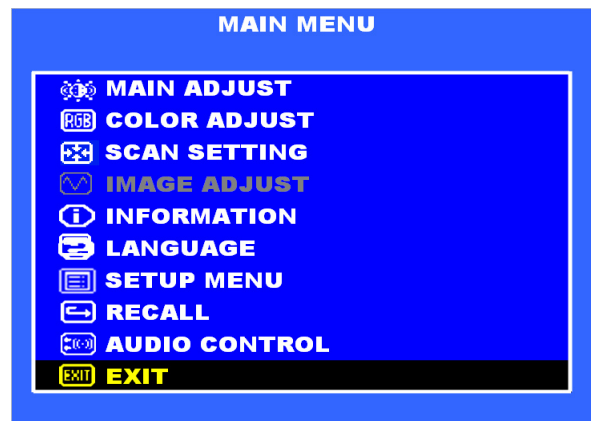 MAIN MENU
MAIN ADJUST
RGB COLOR ADJUST
SCAN SETTING
IMAGE ADJUST
INFORMATION
LANGUAGE
SETUP MENU
RECALL
AUDIO CONTROL
EXIT EXIT